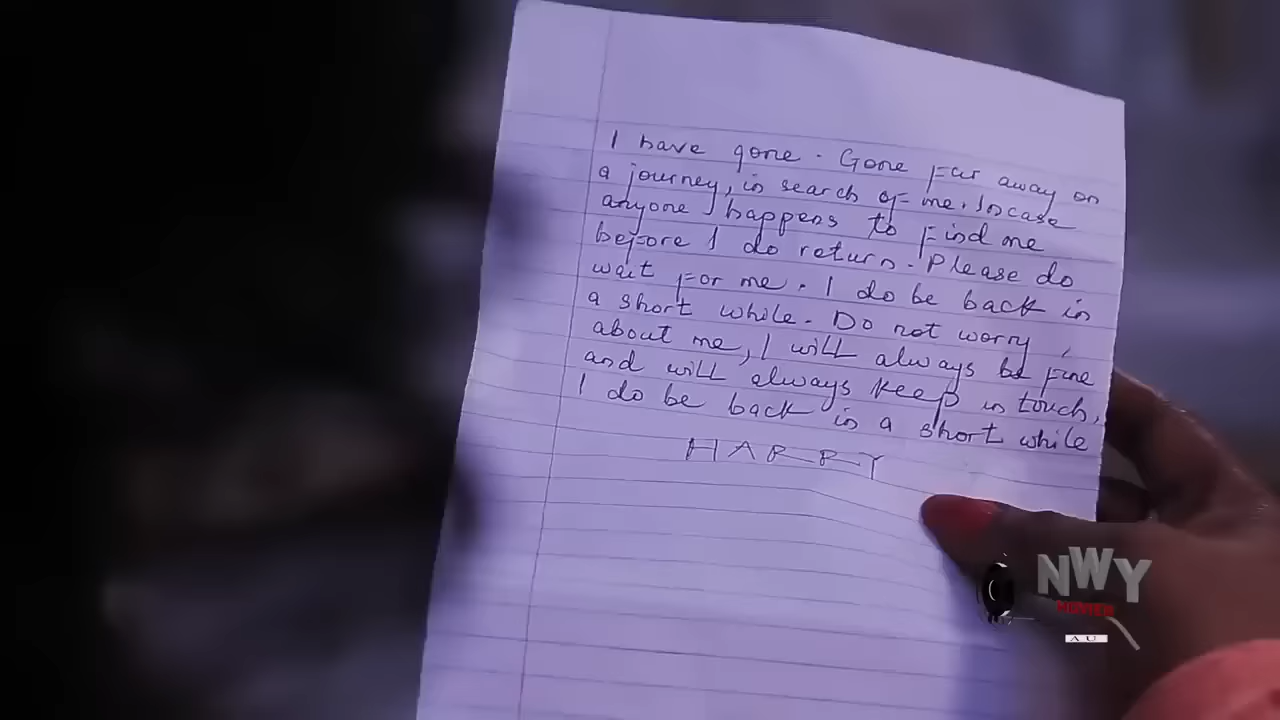 I have gone. Gone far away on
a journey, in search of me. Incase
anyone happens to find me
before I do return. Please do
wait for me. I do be back in
a short while. Do not worry
about me, I will always be fine
and will always keep in touch,
I do be back in a short while
HARRY
NWY
AU